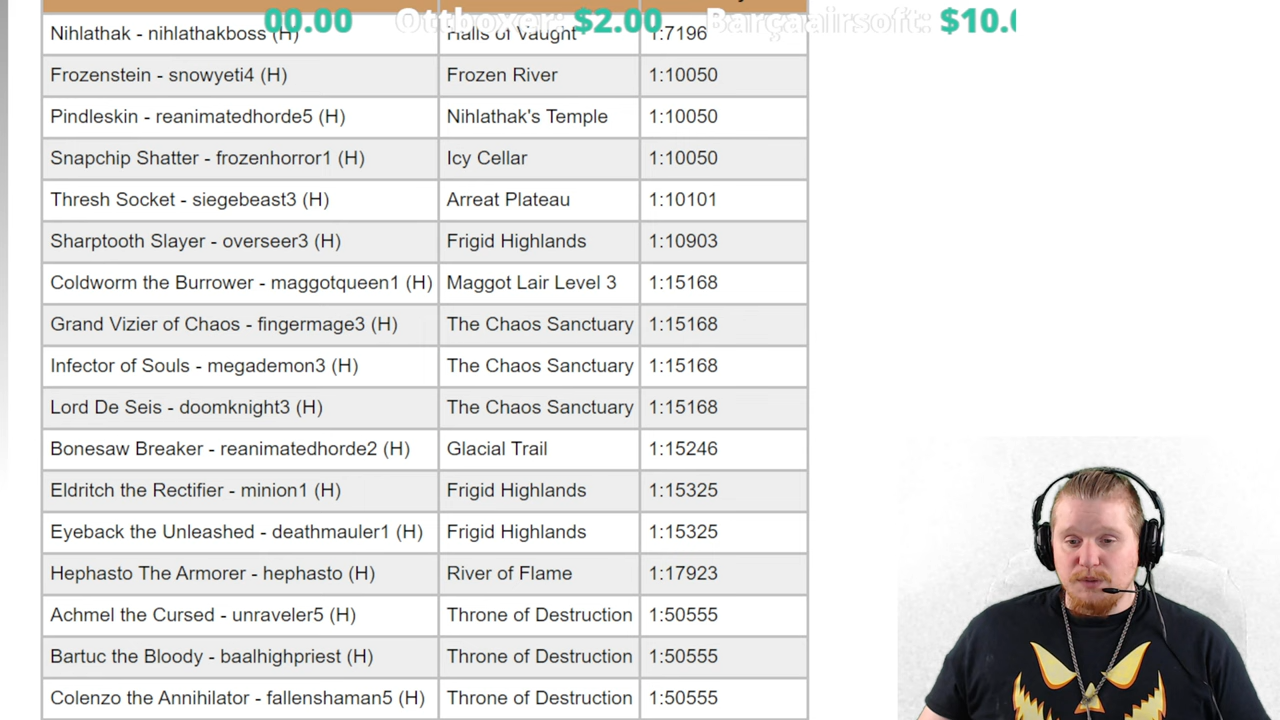 00.00 Ottboxer: $2.00 Barçaairsoft: $10.
Nihlathak - nihlathakboss (H) Halls of Vaught 1:7196
Frozenstein - snowyeti4 (H) Frozen River 1:10050
Pindleskin - reanimatedhorde5 (H) Nihlathak's Temple 1:10050
Snapchip Shatter - frozenhorror1 (H) Icy Cellar 1:10050
Thresh Socket - siegebeast3 (H) Arreat Plateau 1:10101
Sharptooth Slayer - overseer3 (H) Frigid Highlands 1:10903
Coldworm the Burrower - maggotqueen1 (H) Maggot Lair Level 3 1:15168
Grand Vizier of Chaos - fingermage3 (H) The Chaos Sanctuary 1:15168
Infector of Souls - megademon3 (H) The Chaos Sanctuary 1:15168
Lord De Seis - doomknight3 (H) The Chaos Sanctuary 1:15168
Bonesaw Breaker - reanimatedhorde2 (H) Glacial Trail 1:15246
Eldritch the Rectifier - minion1 (H) Frigid Highlands 1:15325
Eyeback the Unleashed - deathmauler1 (H) Frigid Highlands 1:15325
Hephasto The Armorer - hephasto (H) River of Flame 1:17923
Achmel the Cursed - unraveler5 (H) Throne of Destruction 1:50555
Bartuc the Bloody - baalhighpriest (H) Throne of Destruction 1:50555
Colenzo the Annihilator - fallenshaman5 (H) Throne of Destruction 1:50555